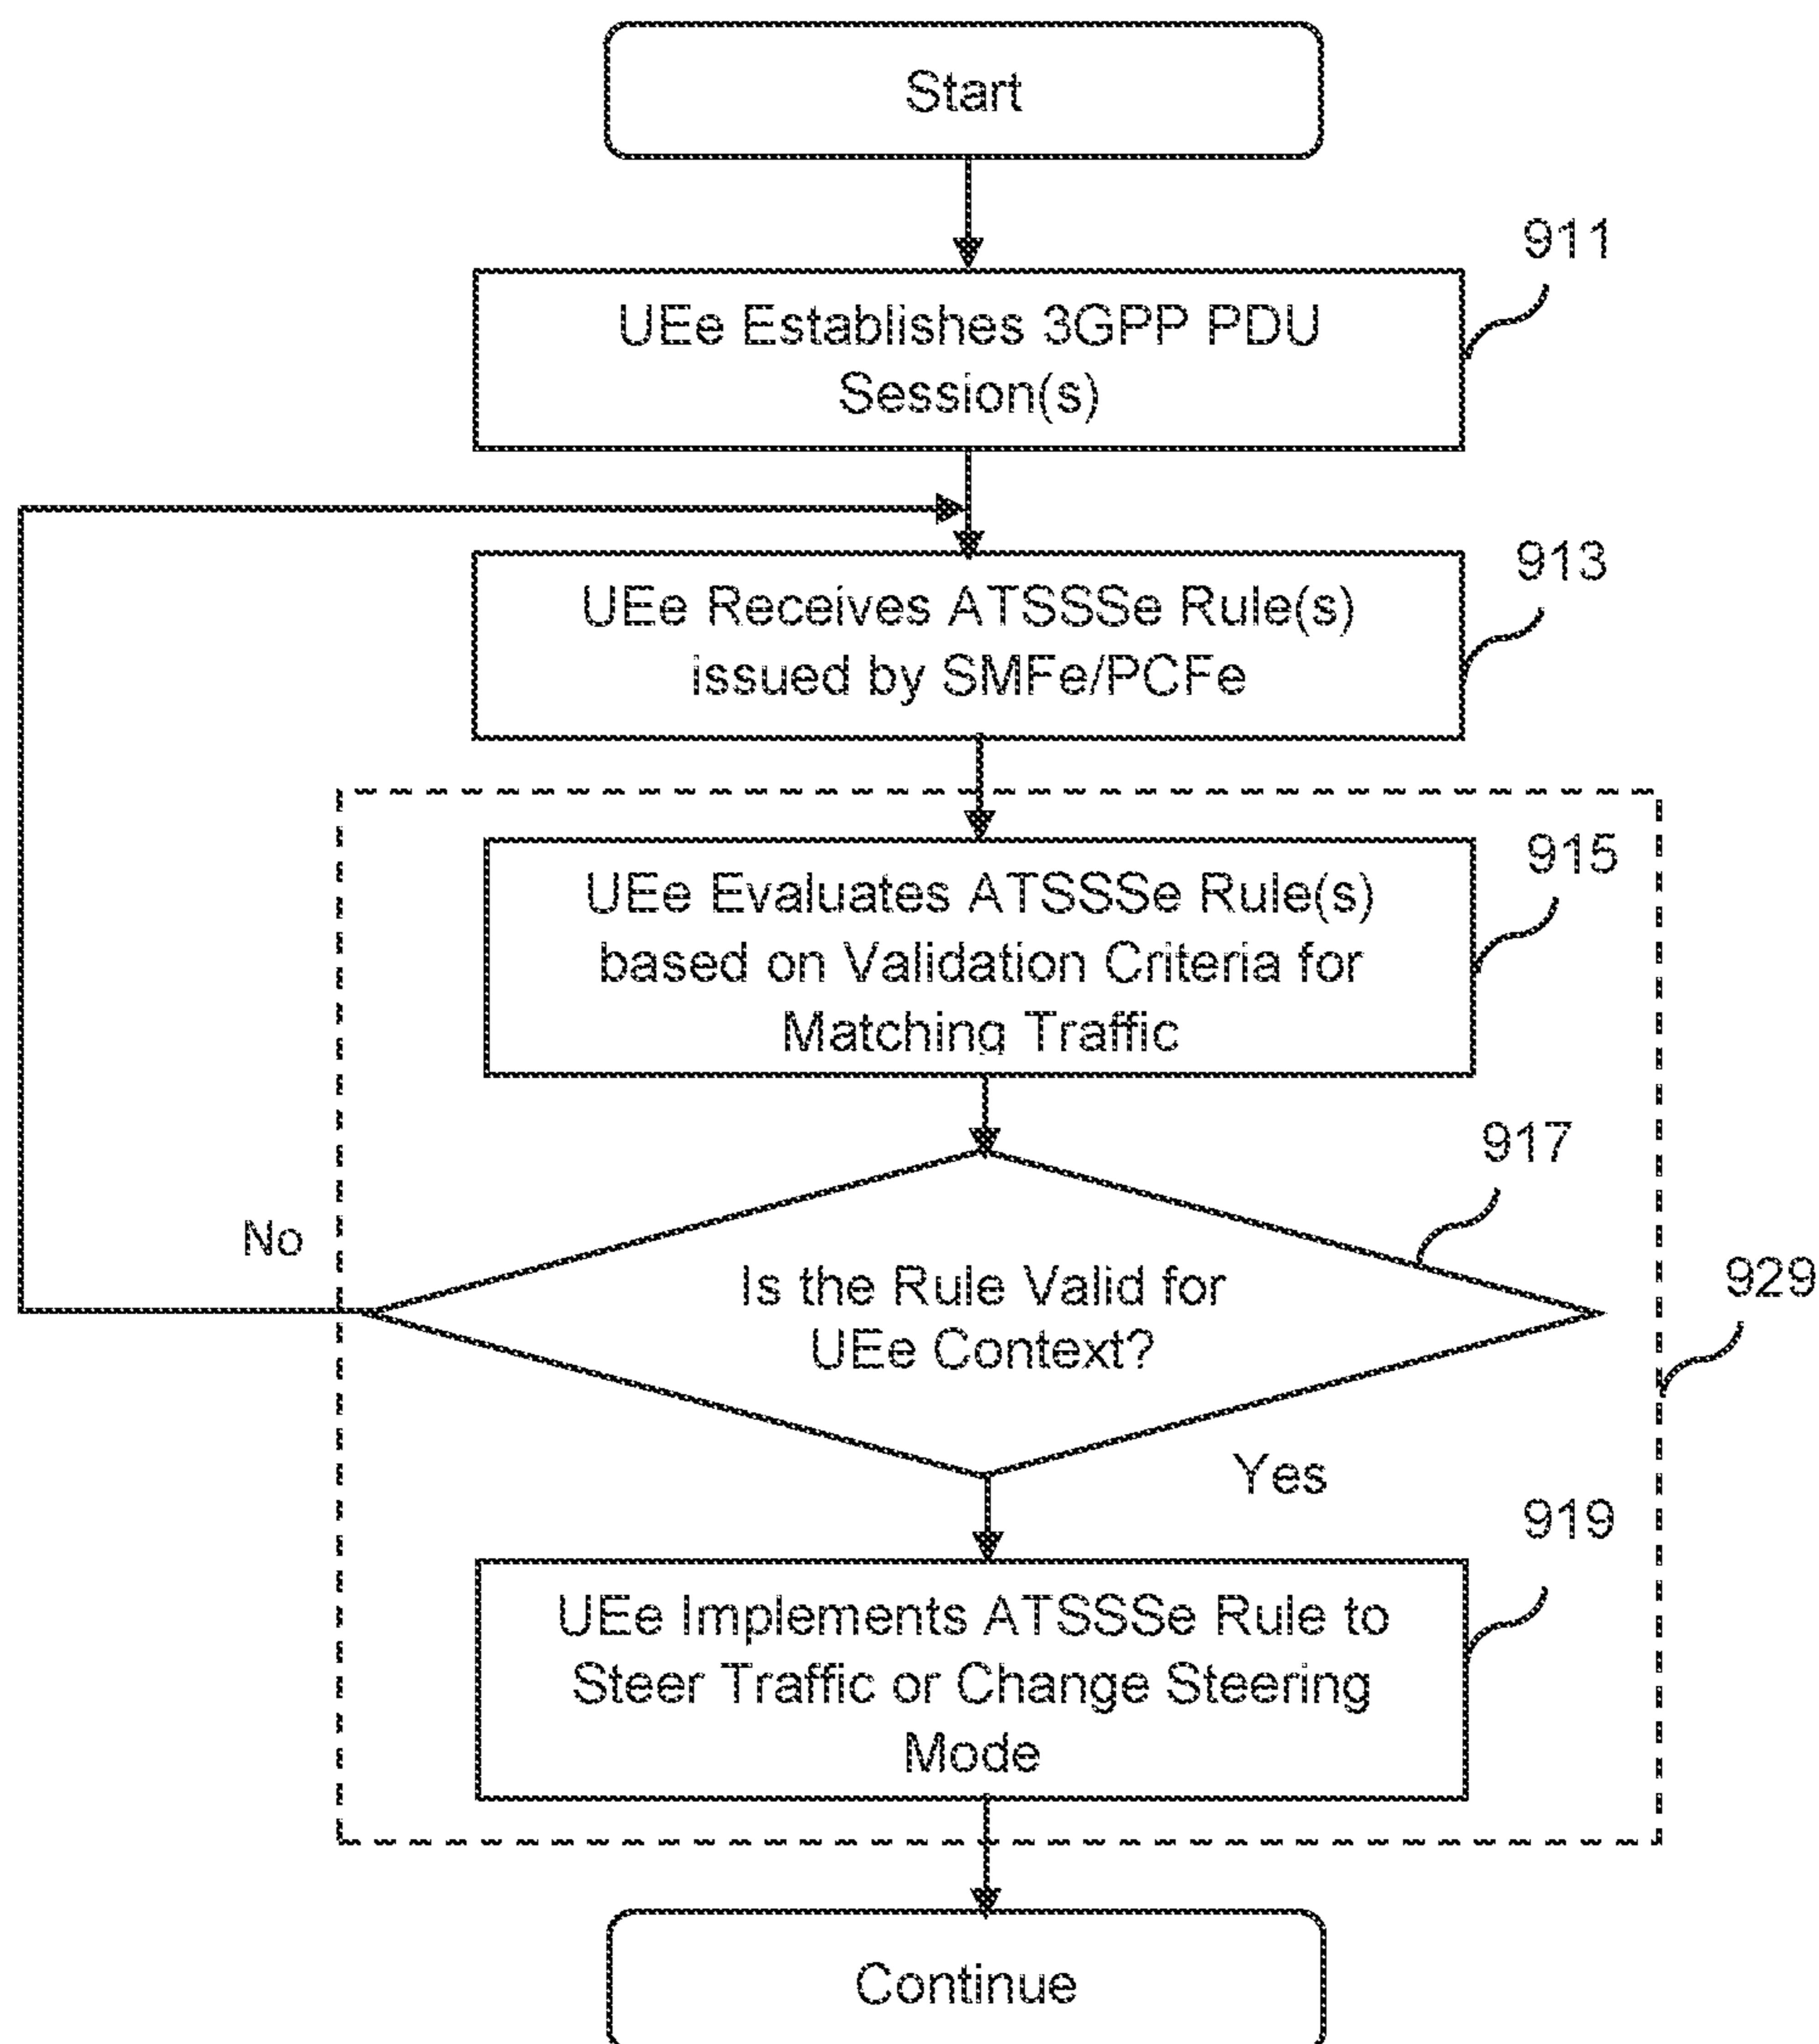 Start
911
UEe Establishes 3GPP PDU
Session(s)
913
UEe Receives ATSSSe Rule(s)
issued by SMFe/PCFe
915
UEe Evaluates ATSSSe Rule(s)
based on Validation Criteria for
Matching Traffic
917
No
Is the Rule Valid for
UEe Context?
929
Yes
919
UEe Implements ATSSSe Rule to
Steer Traffic or Change Steering
Mode
Continue